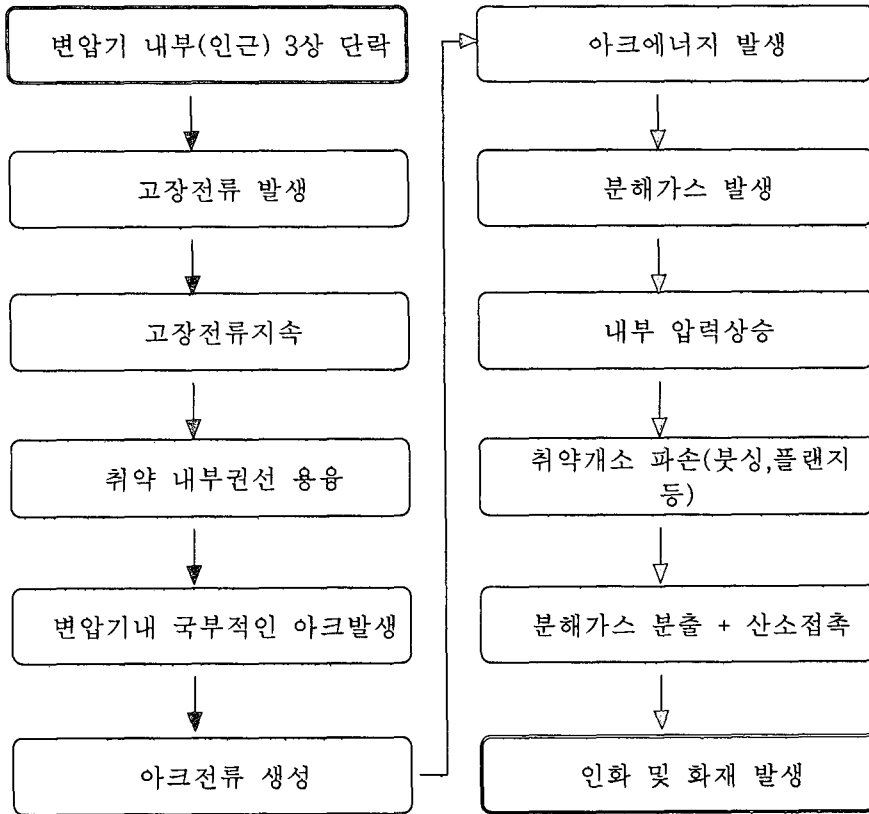 변압기 내부(인근) 3상 단락
고장전류 발생
고장전류지속
취약 내부권선 용융
변압기내 국부적인 아크발생
아크전류 생성
아크에너지 발생
분해가스 발생
내부 압력상승
취약개소 파손(붓싱,플랜지
등)
분해가스 분출 + 산소접촉
인화 및 화재 발생